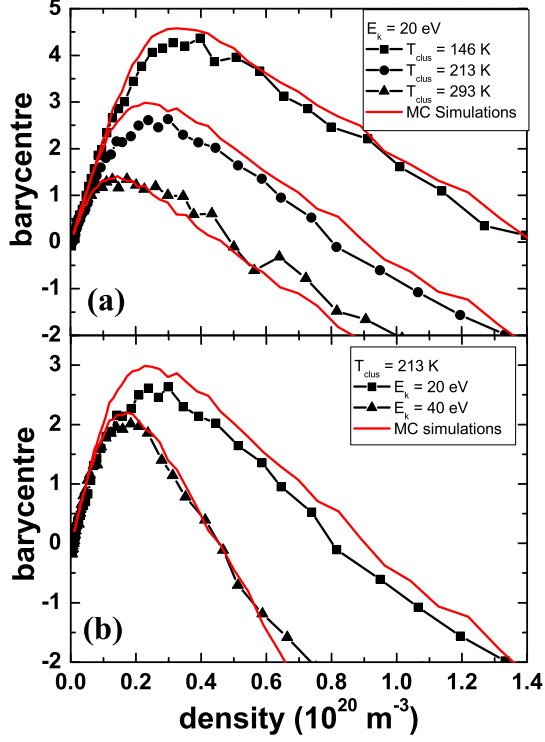 5
4
3
2
1
0
-1
-2
barycentre
E_k = 20 eV
T_clus = 146 K
T_clus = 213 K
T_clus = 293 K
MC Simulations
(a)
3
2
1
0
-1
-2
barycentre
T_clus = 213 K
E_k = 20 eV
E_k = 40 eV
MC simulations
(b)
0.0 0.2 0.4 0.6 0.8 1.0 1.2 1.4
density (10^20 m^-3)